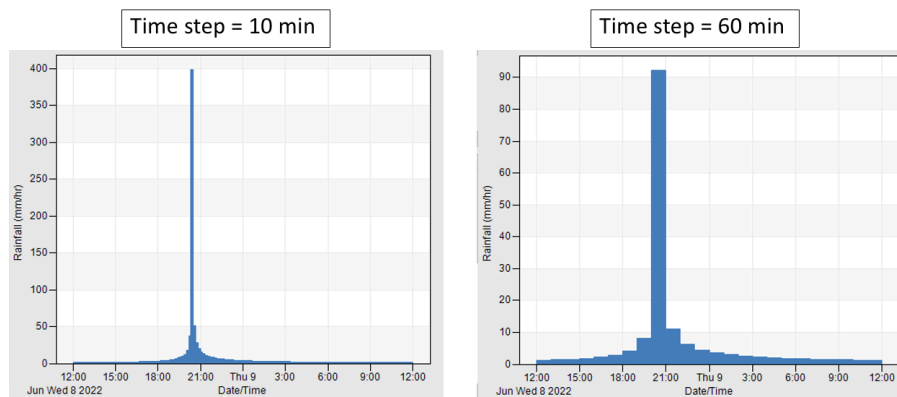 Time step = 10 min
Time step = 60 min
400
350
300
250
200
150
100
50
0
Rainfall (mm/hr)
12:00 15:00 18:00 21:00 Thu 9 3:00 6:00 9:00 12:00
Jun Wed 8 2022 Date/Time
90
80
70
60
50
40
30
20
10
0
Rainfall (mm/hr)
12:00 15:00 18:00 21:00 Thu 9 3:00 6:00 9:00 12:00
Jun Wed 8 2022 Date/Time